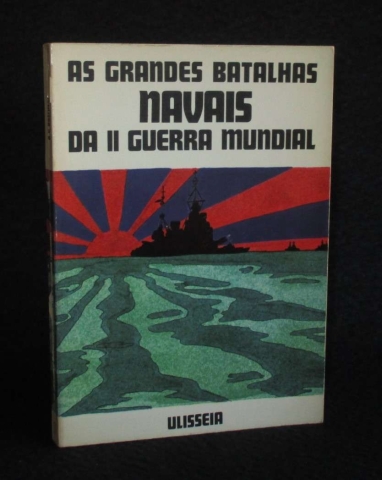 AS GRANDES BATALHAS
NAVAIS
DA II GUERRA MUNDIAL
ULISSEIA